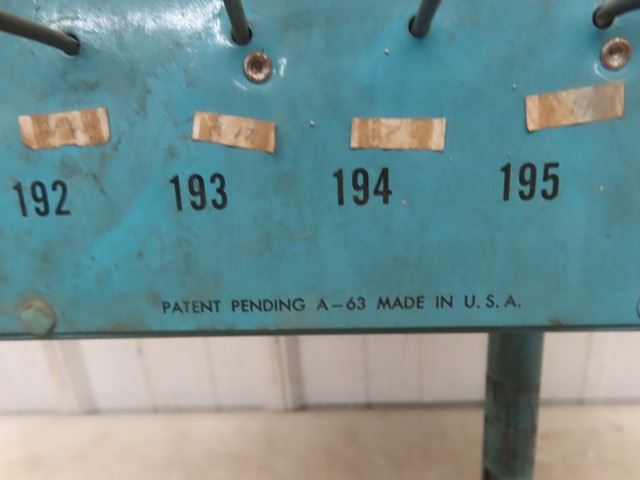 192 193 194 195
PATENT PENDING A-63 MADE IN U.S.A.